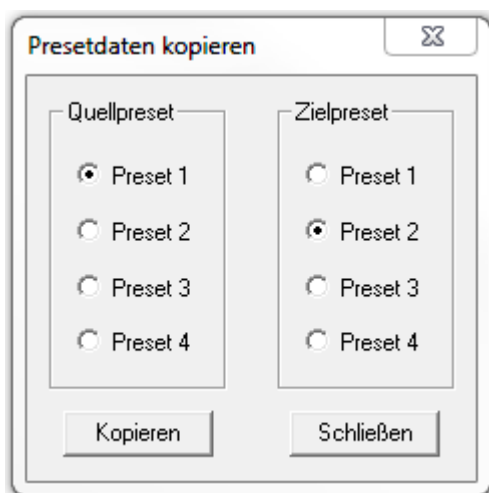 Presetdaten kopieren
Quellpreset
Preset 1
Preset 2
Preset 3
Preset 4
Zielpreset
Preset 1
Preset 2
Preset 3
Preset 4
Kopieren
Schließen